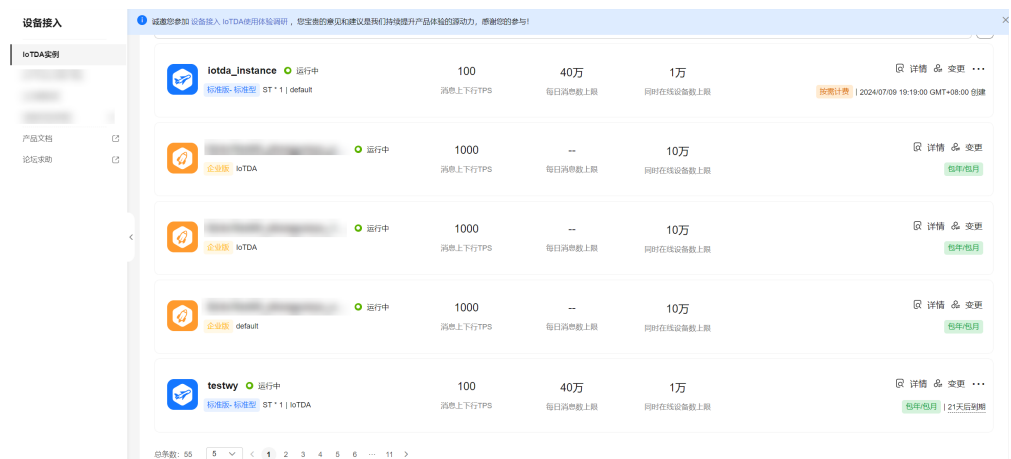 设备接入
诚邀您参加 设备接入 IoTDA使用体验调研，您宝贵的意见和建议是我们持续提升产品体验的源动力，感谢您的参与！
IoTDA实例
产品文档
论坛求助
iotda_instance 运行中
标准版-标准型 ST * 1 | default
100
消息上下行TPS
40万
每日消息数上限
1万
同时在线设备数上限
详情 变更 ···
按需计费 | 2024/07/09 19:19:00 GMT+08:00 创建
运行中
企业版 IoTDA
1000
消息上下行TPS
--
每日消息数上限
10万
同时在线设备数上限
详情 变更
包年/包月
运行中
企业版 IoTDA
1000
消息上下行TPS
--
每日消息数上限
10万
同时在线设备数上限
详情 变更
包年/包月
运行中
企业版 default
1000
消息上下行TPS
--
每日消息数上限
10万
同时在线设备数上限
详情 变更
包年/包月
testwy 运行中
标准版-标准型 ST * 1 | IoTDA
100
消息上下行TPS
40万
每日消息数上限
1万
同时在线设备数上限
详情 变更 ···
包年/包月 | 21天后到期
总条数: 55 5 < 1 2 3 4 5 6 ··· 11 >